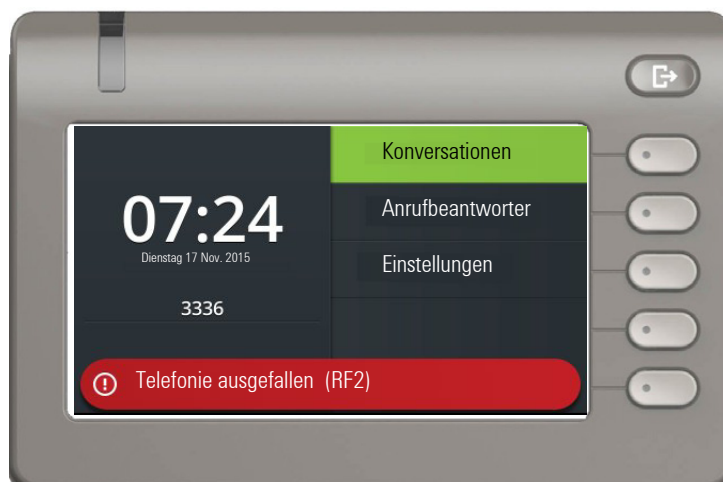 07:24
Dienstag 17 Nov. 2015
3336
Konversationen
Anrufbeantworter
Einstellungen
Telefonie ausgefallen (RF2)